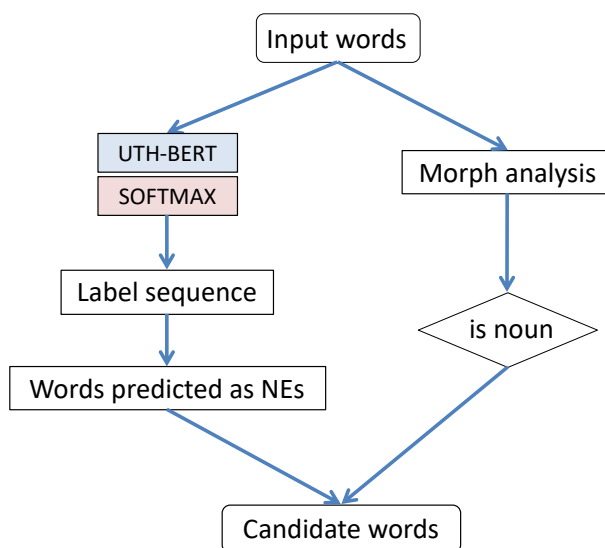 Input words
UTH-BERT
SOFTMAX
Morph analysis
Label sequence
is noun
Words predicted as NEs
Candidate words